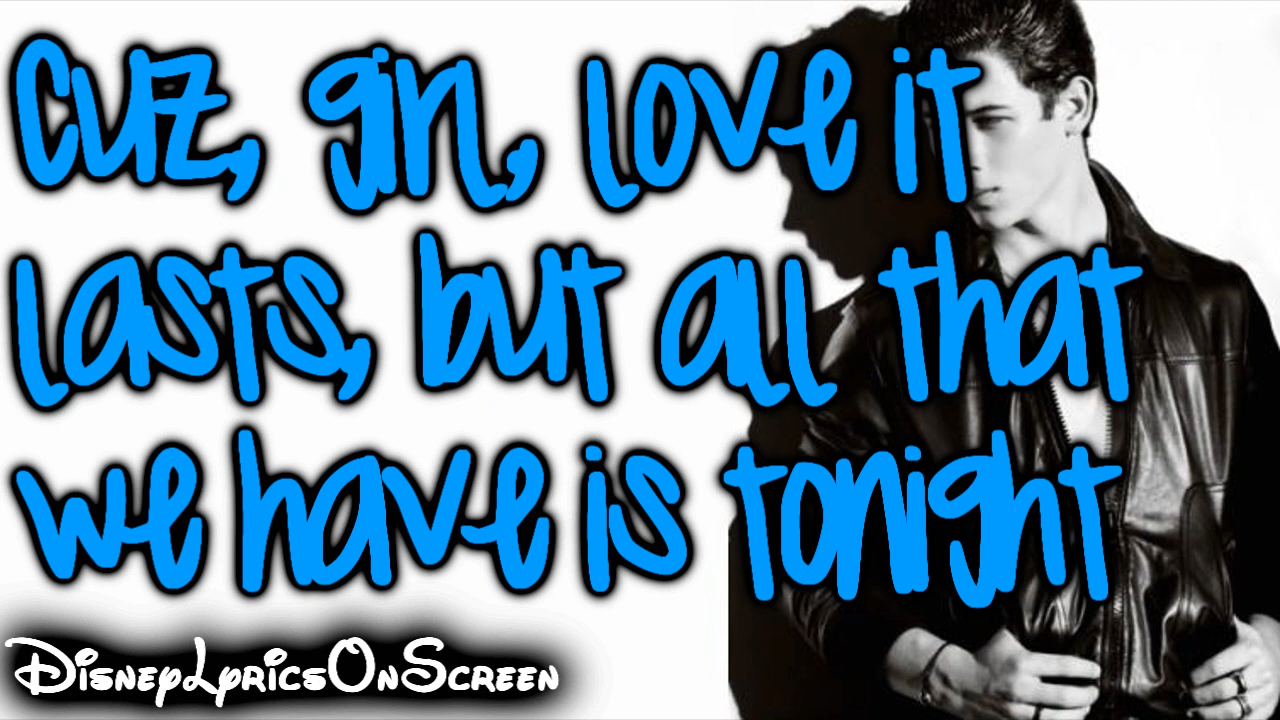 Cuz, girl, love it
lasts, but all that
we have is tonight
DisneyLyricsOnScreen